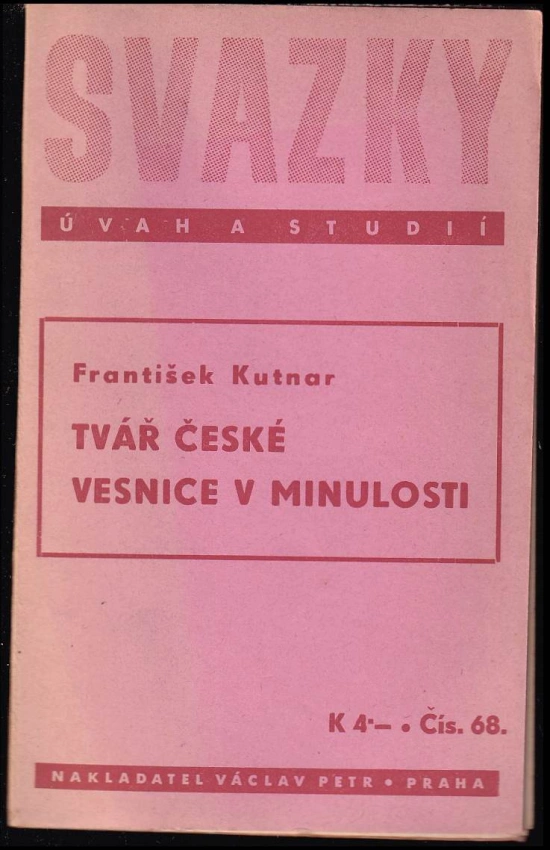 SVAZKY
ÚVAH A STUDIÍ
František Kutnar
TVÁŘ ČESKÉ
VESNICE V MINULOSTI
K 4·— • Čís. 68.
NAKLADATEL VÁCLAV PETR • PRAHA